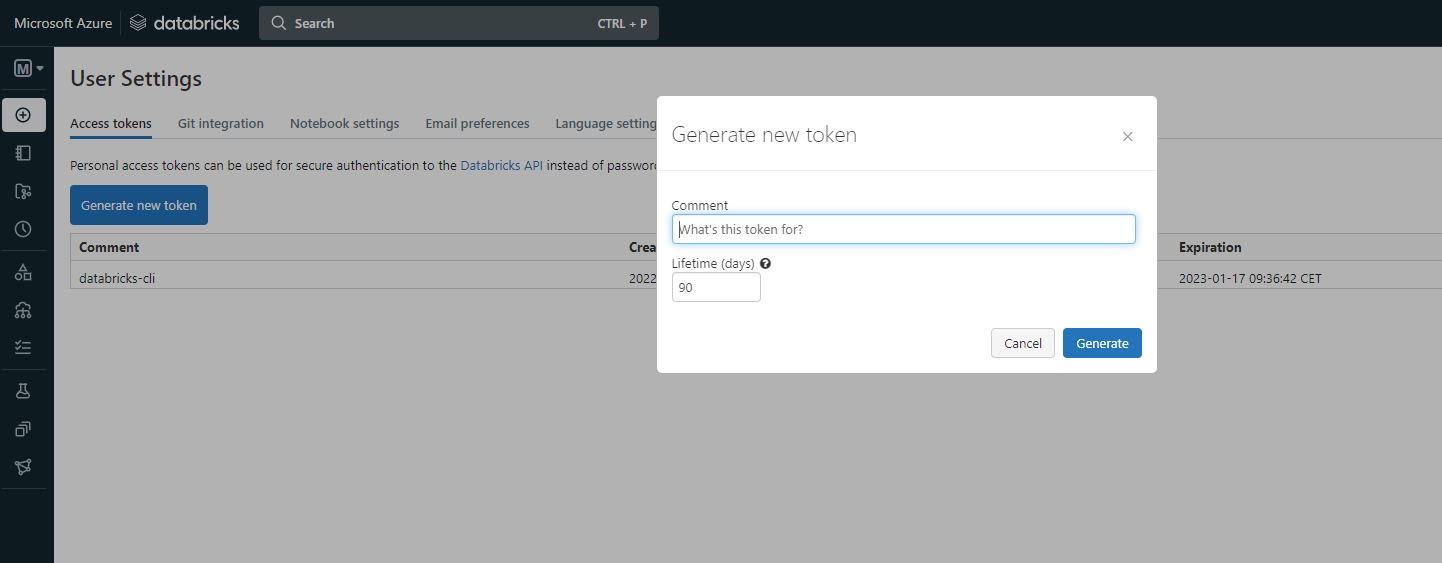 Microsoft Azure databricks Search CTRL + P
M
User Settings
Access tokens Git integration Notebook settings Email preferences Language setting
Personal access tokens can be used for secure authentication to the Databricks API instead of passwor
Generate new token
Comment Crea Expiration
databricks-cli 2022 2023-01-17 09:36:42 CET
Generate new token
×
Comment
What's this token for?
Lifetime (days) ?
90
Cancel Generate